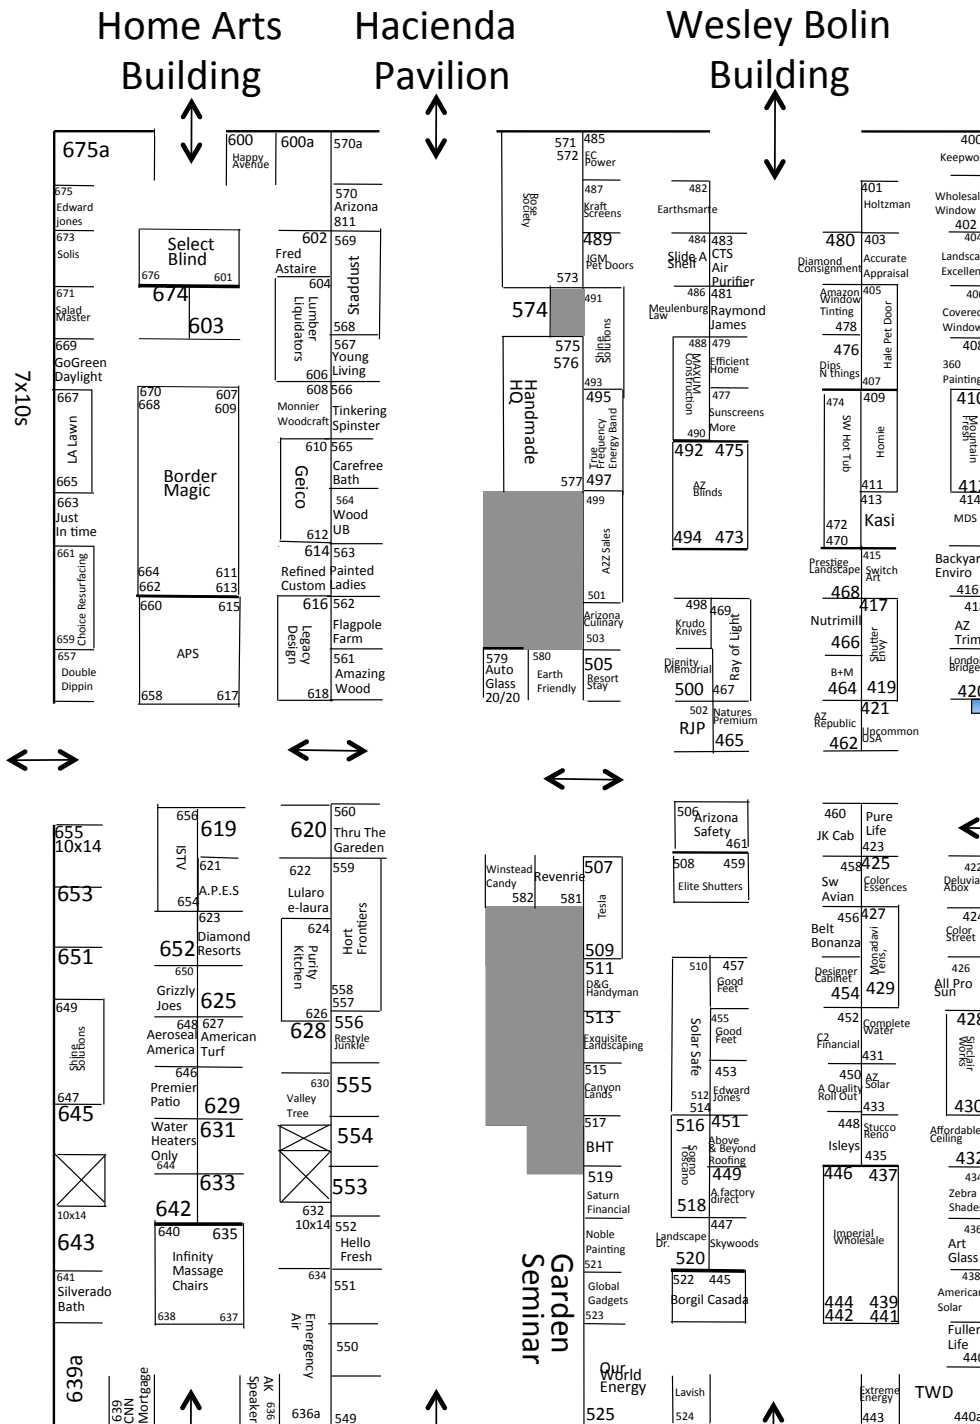 Home Arts
Building
Hacienda
Pavilion
Wesley Bolin
Building
7x10s
675a
675
Edward
jones
673
Solis
671
Salad
Master
669
GoGreen
Daylight
667
LA Lawn
665
663
Just
In time
661
Choice Resurfacing
659
657
Double
Dippin
655
10x14
653
651
649
Shine
Solutions
647
645
10x14
643
641
Silverado
Bath
639a
Select
Blind
676 601
674
603
670 607
668 609
Border
Magic
664 611
662 613
660 615
APS
658 617
656
ISTV
654
619
621
A.P.E.S
623
Diamond
Resorts
652
650
Grizzly
Joes
625
648
Aeroseal
America
627
American
Turf
646
Premier
Patio
629
Water
Heaters
Only
644
631
633
642
640 635
Infinity
Massage
Chairs
638 637
639
CNN
Mortgage
600
Happy
Avenue
600a
602
Fred
Astaire
604
Lumber
Liquidators
606
608
Monnier
Woodcraft
610
Geico
612
614
Refined
Custom
616
Legacy
Design
618
620
622
Lularo
e-laura
624
Purity
Kitchen
626
628
630
Valley
Tree
632
10x14
634
Emergency
Air
AK
Speaker
636
636a
570a
570
Arizona
811
569
Staddust
568
567
Young
Living
566
Tinkering
Spinster
565
Carefree
Bath
564
Wood
UB
563
Painted
Ladies
562
Flagpole
Farm
561
Amazing
Wood
560
Thru The
Gareden
559
Hort
Frontiers
558
557
556
Restyle
Junkie
555
554
553
552
Hello
Fresh
551
550
549
571
572
Rose
Society
573
574
575
576
Handmade
HQ
577
579
Auto
Glass
20/20
580
Earth
Friendly
Winstead
Candy
582
Revenrie
581
Garden
Seminar
485
EC
Power
487
Kraft
Screens
489
JGM
Pet Doors
491
Shine
Solutions
493
495
True
Frequency
Energy Band
497
499
A2Z Sales
501
Arizona
Culinary
503
505
Resort
Stay
507
Tesla
509
511
D&G
Handyman
513
Exquisite
Landscaping
515
Canyon
Lands
517
BHT
519
Saturn
Financial
Noble
Painting
521
Global
Gadgets
523
Our
World
Energy
525
482
Earthsmarte
484
Slide A
Shelf
483
CTS
Air
Purifier
486
Meulenburg
Law
481
Raymond
James
488
MAXUM
Construction
490
479
Efficient
Home
477
Sunscreens
More
492 475
AZ
Blinds
494 473
498
Krudo
Knives
469
Ray of Light
467
Dignity
Memorial
500
502
RJP
Natures
Premium
465
506
Arizona
Safety
461
508 459
Elite Shutters
510
Solar Safe
512
514
457
Good
Feet
455
Good
Feet
453
Edward
Jones
516
Sogno
Toscano
518
451
Above
& Beyond
Roofing
449
A factory
direct
447
Skywoods
Landscape
Dr.
520
522 445
Borgil Casada
Lavish
524
401
Holtzman
480
Diamond
Consignment
403
Accurate
Appraisal
Amazon
Window
Tinting
478
405
Hale Pet Door
407
476
Dips
N things
474
SW Hot Tub
472
470
409
Homie
411
413
Kasi
Prestige
Landscape
468
415
Switch
Art
Nutrimill
466
417
Shutter
Envy
419
B+M
464
AZ
Republic
462
421
Uncommon
USA
460
JK Cab
Pure
Life
423
458
Sw
Avian
425
Color
Essences
456
Belt
Bonanza
427
Monadavi
Tens,
429
Designer
Cabinet
454
452
C2
Financial
Complete
Water
431
450
A Quality
Roll Out
AZ
Solar
433
448
Isleys
Stucco
Reno
435
446 437
Imperial
Wholesale
444 439
442 441
Extreme
Energy
443
TWD
400
Keepwo
Wholesal
Window
402
404
Landsca
Excellen
406
Covered
Window
408
360
Painting
410
Mountain
Fresh
412
414
MDS
Backyar
Enviro
416
418
AZ
Trim
London
Bridge
420
422
Deluvia
Abox
424
Color
Street
426
All Pro
Sun
428
Sinclair
Works
430
Affordable
Ceiling
432
434
Zebra
Shade
436
Art
Glass
438
American
Solar
Fuller
Life
440
440a